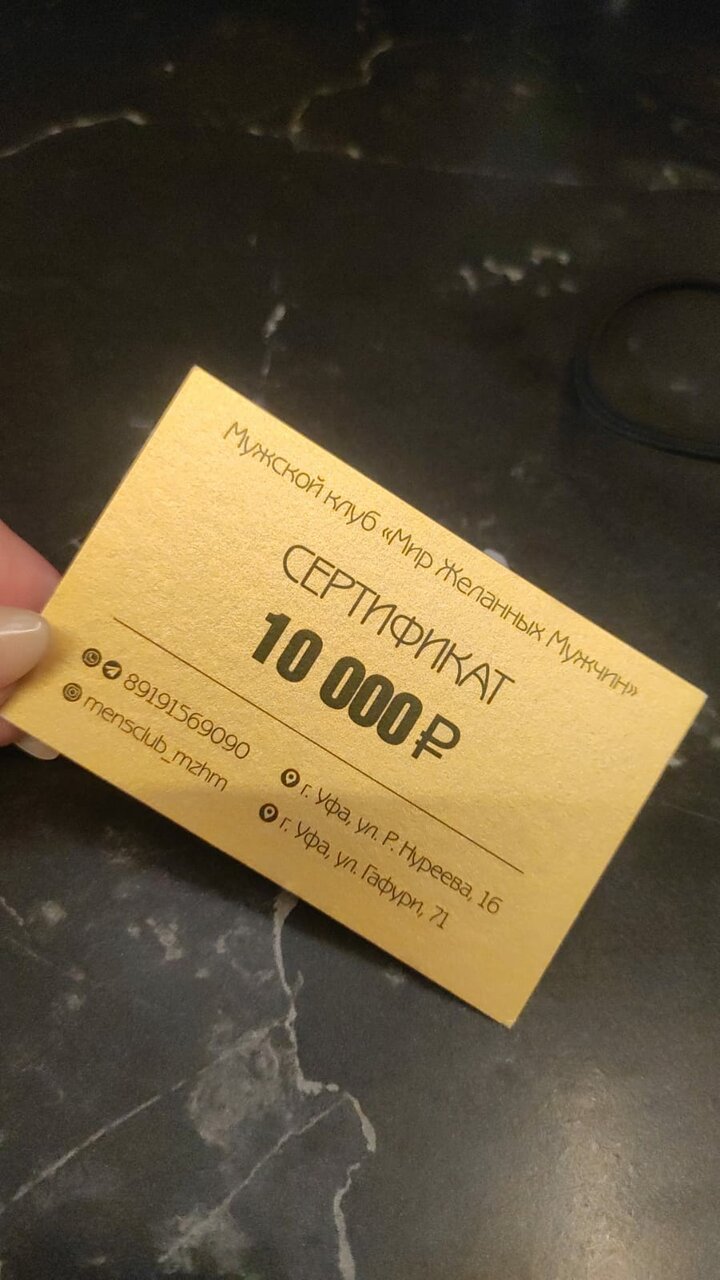 Мужской клуб «Мир Желанных Мужчин»
СЕРТИФИКАТ
10 000 ₽
89191569090
mensclub_mzhm
г. Уфа, ул. Р. Нуреева, 16
г. Уфа, ул. Гафури, 71